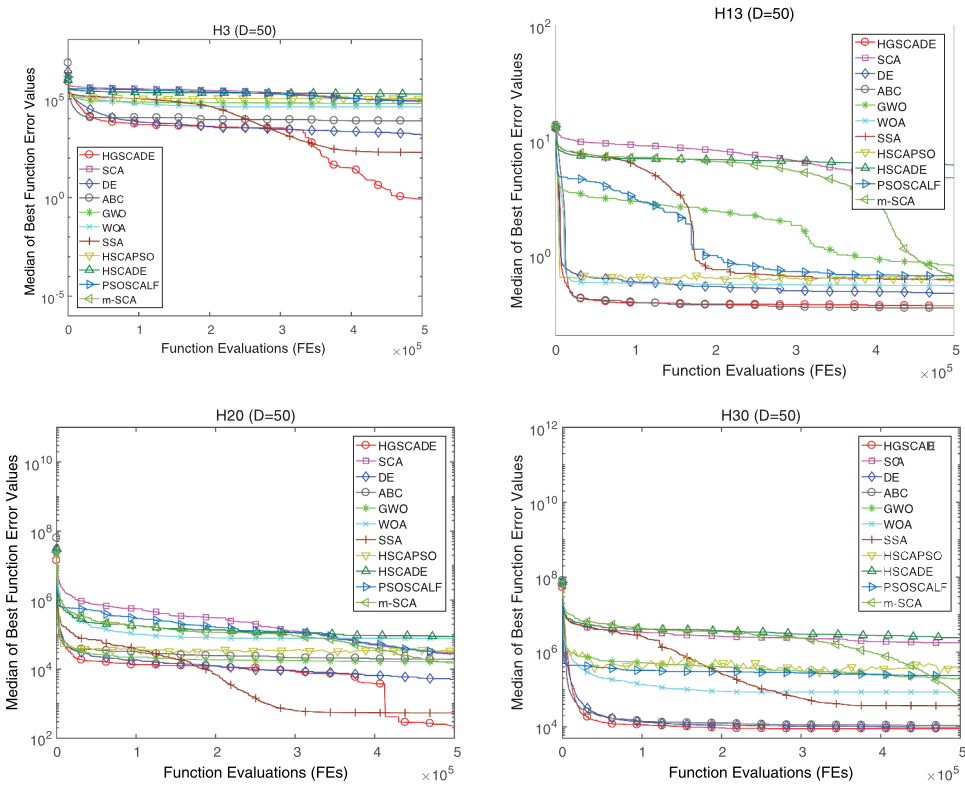 H3 (D=50)
Median of Best Function Error Values
10^5
10^0
10^-5
HGSCADE
SCA
DE
ABC
GWO
WOA
SSA
HSCAPSO
HSCADE
PSOSCALF
m-SCA
0 1 2 3 4 5
×10^5
Function Evaluations (FEs)
H13 (D=50)
Median of Best Function Error Values
10^2
10^1
10^0
HGSCADE
SCA
DE
ABC
GWO
WOA
SSA
HSCAPSO
HSCADE
PSOSCALF
m-SCA
0 1 2 3 4 5
×10^5
Function Evaluations (FEs)
H20 (D=50)
Median of Best Function Error Values
10^10
10^8
10^6
10^4
10^2
HGSCADE
SCA
DE
ABC
GWO
WOA
SSA
HSCAPSO
HSCADE
PSOSCALF
m-SCA
0 1 2 3 4 5
×10^5
Function Evaluations (FEs)
H30 (D=50)
Median of Best Function Error Values
10^12
10^10
10^8
10^6
10^4
HGSCADE
SCA
DE
ABC
GWO
WOA
SSA
HSCAPSO
HSCADE
PSOSCALF
m-SCA
0 1 2 3 4 5
×10^5
Function Evaluations (FEs)